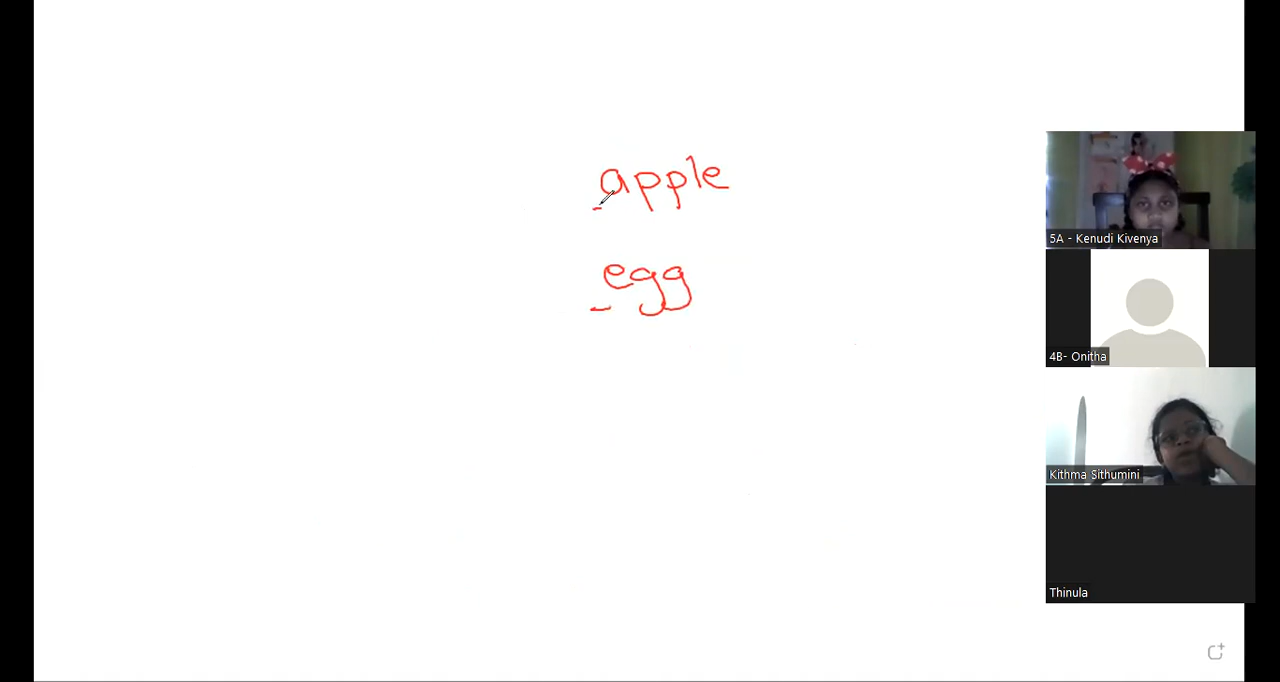 apple
egg
5A - Kenudi Kivenya
4B- Onitha
Kithma Sithumini
Thinula